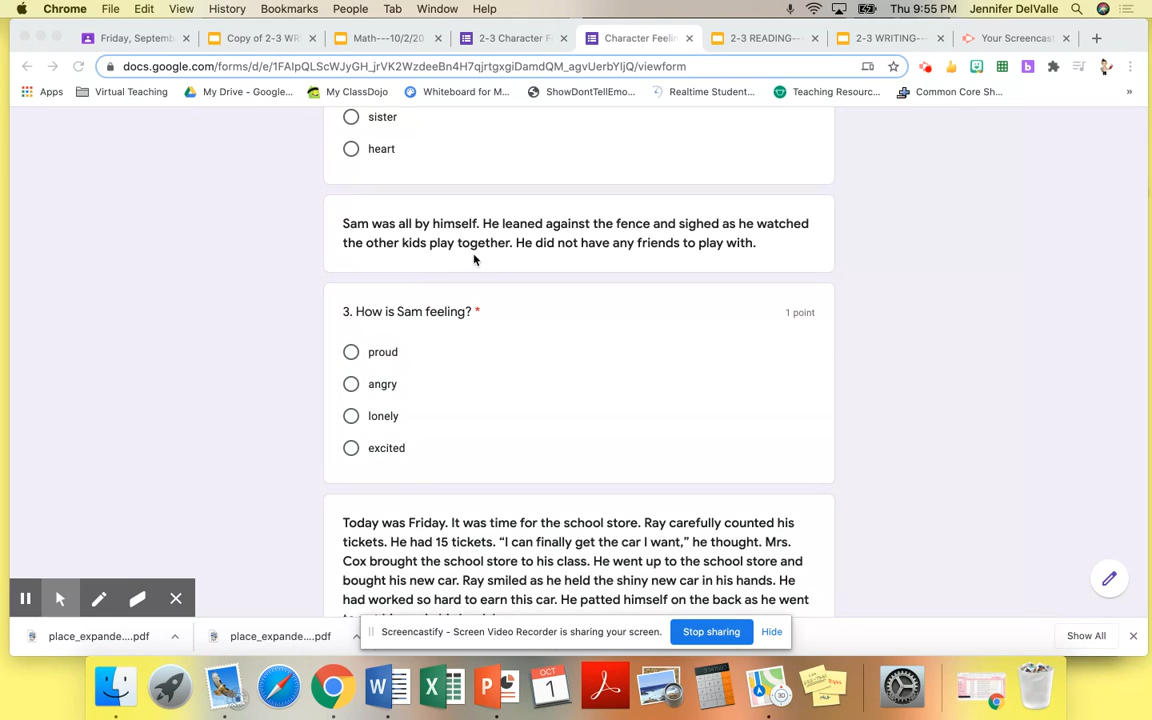 Chrome File Edit View History Bookmarks People Tab Window Help Thu 9:55 PM Jennifer DelValle
Friday, Septemb Copy of 2-3 WR Math---10/2/20 2-3 Character F Character Feelin 2-3 READING-- 2-3 WRITING-- Your Screencast
docs.google.com/forms/d/e/1FAIpQLScWJyGH_jrVK2WzdeeBn4H7qjrtgxgiDamdQM_agvUerbYIjQ/viewform
Apps Virtual Teaching My Drive - Google... My ClassDojo Whiteboard for M... ShowDontTellEmo... Realtime Student... Teaching Resourc... Common Core Sh... »
sister
heart
Sam was all by himself. He leaned against the fence and sighed as he watched
the other kids play together. He did not have any friends to play with.
3. How is Sam feeling? *
1 point
proud
angry
lonely
excited
Today was Friday. It was time for the school store. Ray carefully counted his
tickets. He had 15 tickets. “I can finally get the car I want,” he thought. Mrs.
Cox brought the school store to his class. He went up to the school store and
bought his new car. Ray smiled as he held the shiny new car in his hands. He
had worked so hard to earn this car. He patted himself on the back as he went
Screencastify - Screen Video Recorder is sharing your screen. Stop sharing Hide
place_expande....pdf place_expande....pdf Show All
OCT
1
30